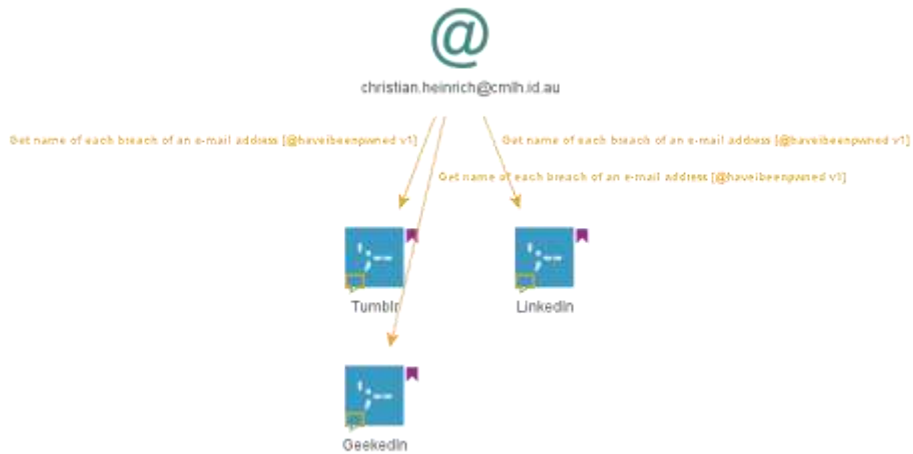 @
christian.heinrich@cmlh.id.au
Get name of each breach of an e-mail address [@haveibeenpwned v1]
Get name of each breach of an e-mail address [@haveibeenpwned v1]
Get name of each breach of an e-mail address [@haveibeenpwned v1]
';--
';--
Tumblr
LinkedIn
';--
GeekedIn